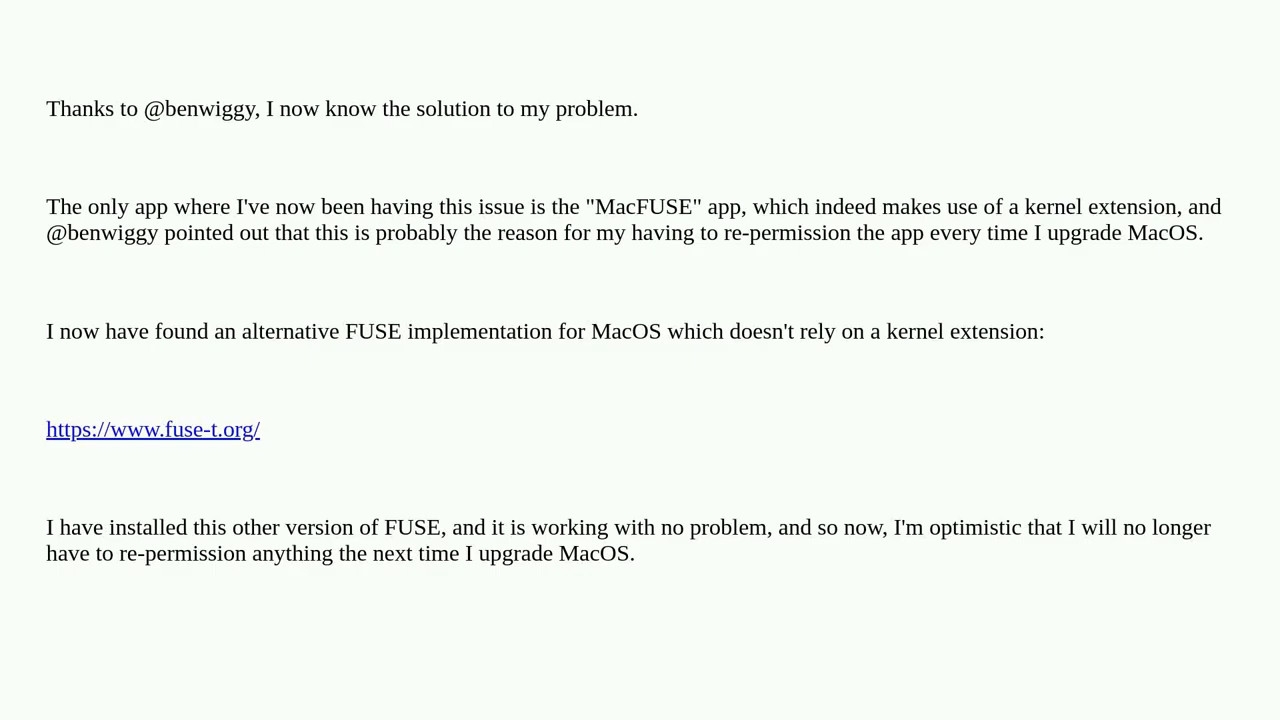 Thanks to @benwiggy, I now know the solution to my problem.
The only app where I've now been having this issue is the "MacFUSE" app, which indeed makes use of a kernel extension, and
@benwiggy pointed out that this is probably the reason for my having to re-permission the app every time I upgrade MacOS.
I now have found an alternative FUSE implementation for MacOS which doesn't rely on a kernel extension:
https://www.fuse-t.org/
I have installed this other version of FUSE, and it is working with no problem, and so now, I'm optimistic that I will no longer
have to re-permission anything the next time I upgrade MacOS.